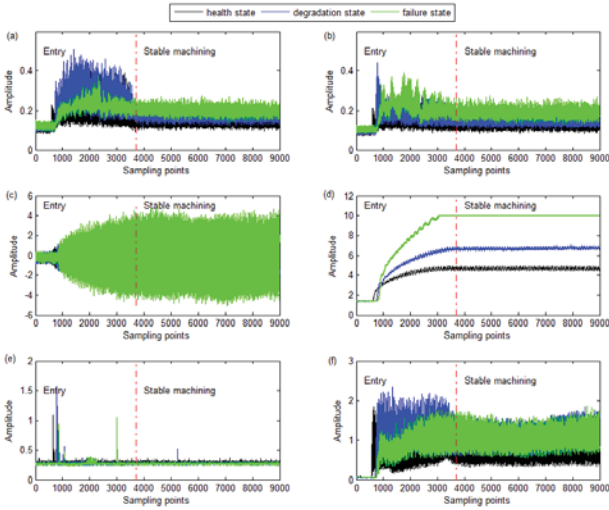 health state degradation state failure state
(a) Entry Stable machining
0.4
0.2
0
Amplitude
0 1000 2000 3000 4000 5000 6000 7000 8000 9000
Sampling points
(b) Entry Stable machining
0.4
0.2
0
Amplitude
0 1000 2000 3000 4000 5000 6000 7000 8000 9000
Sampling points
(c) Entry Stable machining
6
4
2
0
-2
-4
-6
Amplitude
0 1000 2000 3000 4000 5000 6000 7000 8000 9000
Sampling points
(d) Entry Stable machining
12
10
8
6
4
2
0
Amplitude
0 1000 2000 3000 4000 5000 6000 7000 8000 9000
Sampling points
(e) Entry Stable machining
2
1.5
1
0.5
0
Amplitude
0 1000 2000 3000 4000 5000 6000 7000 8000 9000
Sampling points
(f) Entry Stable machining
3
2
1
0
Amplitude
0 1000 2000 3000 4000 5000 6000 7000 8000 9000
Sampling points